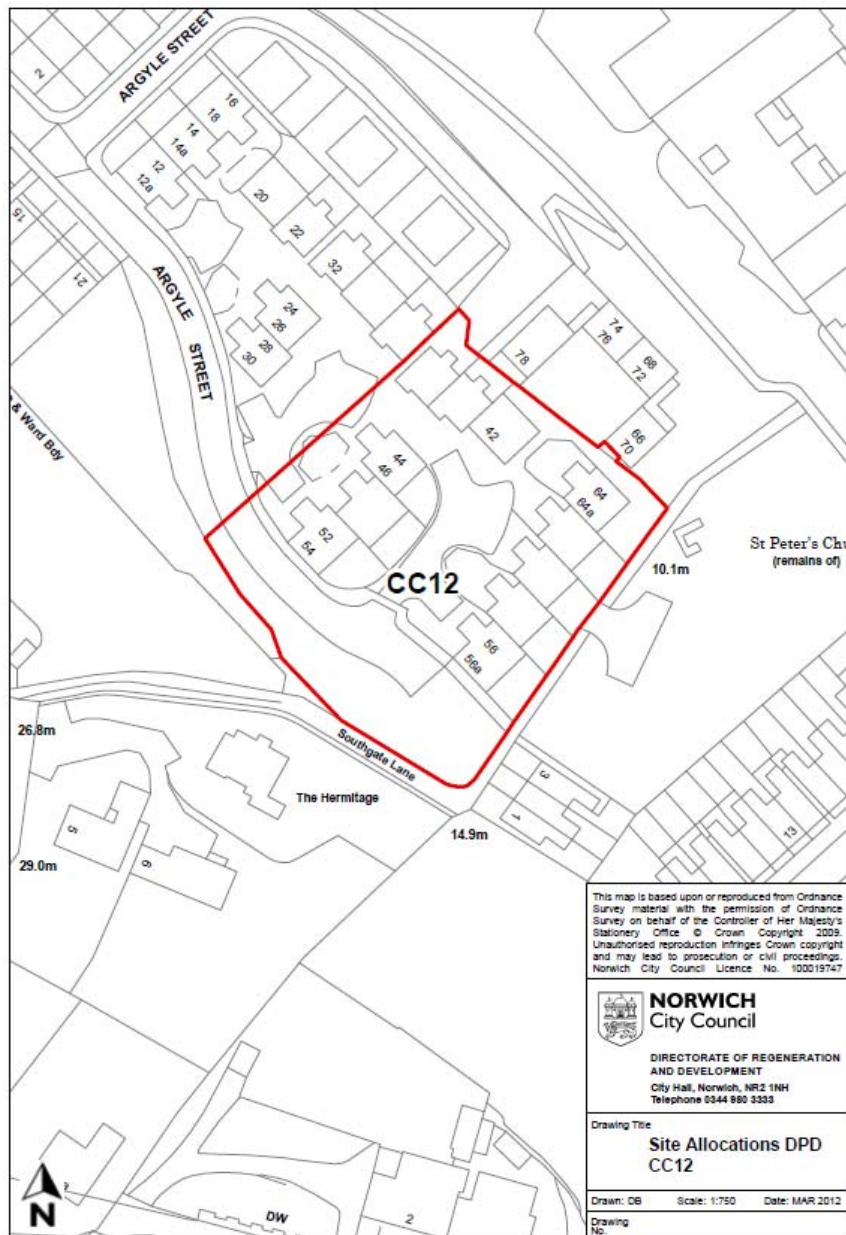 ARGYLE STREET
2
16
18
14
14a
12
12a
20
22
32
15
21
ARGYLE
STREET
24
26
28
30
& Ward Bdy
78
74
76
68
72
66
70
42
44
46
64
64a
52
54
CC12
St Peter's Chu
(remains of)
10.1m
56
56a
26.8m
Southgate Lane
The Hermitage
3
1
14.9m
13
5
6
29.0m
This map is based upon or reproduced from Ordnance
Survey material with the permission of Ordnance
Survey on behalf of the Controller of Her Majesty's
Stationery Office © Crown Copyright 2009.
Unauthorised reproduction infringes Crown copyright
and may lead to prosecution or civil proceedings.
Norwich City Council Licence No. 100019747
NORWICH
City Council
DIRECTORATE OF REGENERATION
AND DEVELOPMENT
City Hall, Norwich, NR2 1NH
Telephone 0344 980 3333
Drawing Title
Site Allocations DPD
CC12
Drawn: DB Scale: 1:750 Date: MAR 2012
Drawing
No.
N
DW
2